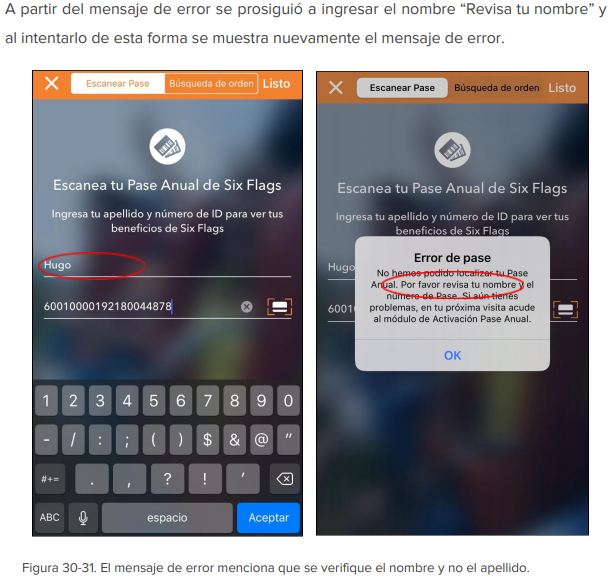 A partir del mensaje de error se prosiguió a ingresar el nombre “Revisa tu nombre” y
al intentarlo de esta forma se muestra nuevamente el mensaje de error.
Escanear Pase
Búsqueda de orden
Listo
Escanea tu Pase Anual de Six Flags
Ingresa tu apellido y número de ID para ver tus
beneficios de Six Flags
Hugo
60010000192180044878
1 2 3 4 5 6 7 8 9 0
- / : ; ( ) $ & @ "
#+= . , ? ! '
ABC espacio Aceptar
Escanear Pase
Búsqueda de orden
Listo
Escanea tu Pase Anual de Six Flags
Ingresa tu apellido y número de ID para ver tus
beneficios de Six Flags
Hugo
6001
Error de pase
No hemos podido localizar tu Pase
Anual. Por favor revisa tu nombre y el
número de Pase. Si aún tienes
problemas, en tu próxima visita acude
al módulo de Activación Pase Anual.
OK
Figura 30-31. El mensaje de error menciona que se verifique el nombre y no el apellido.